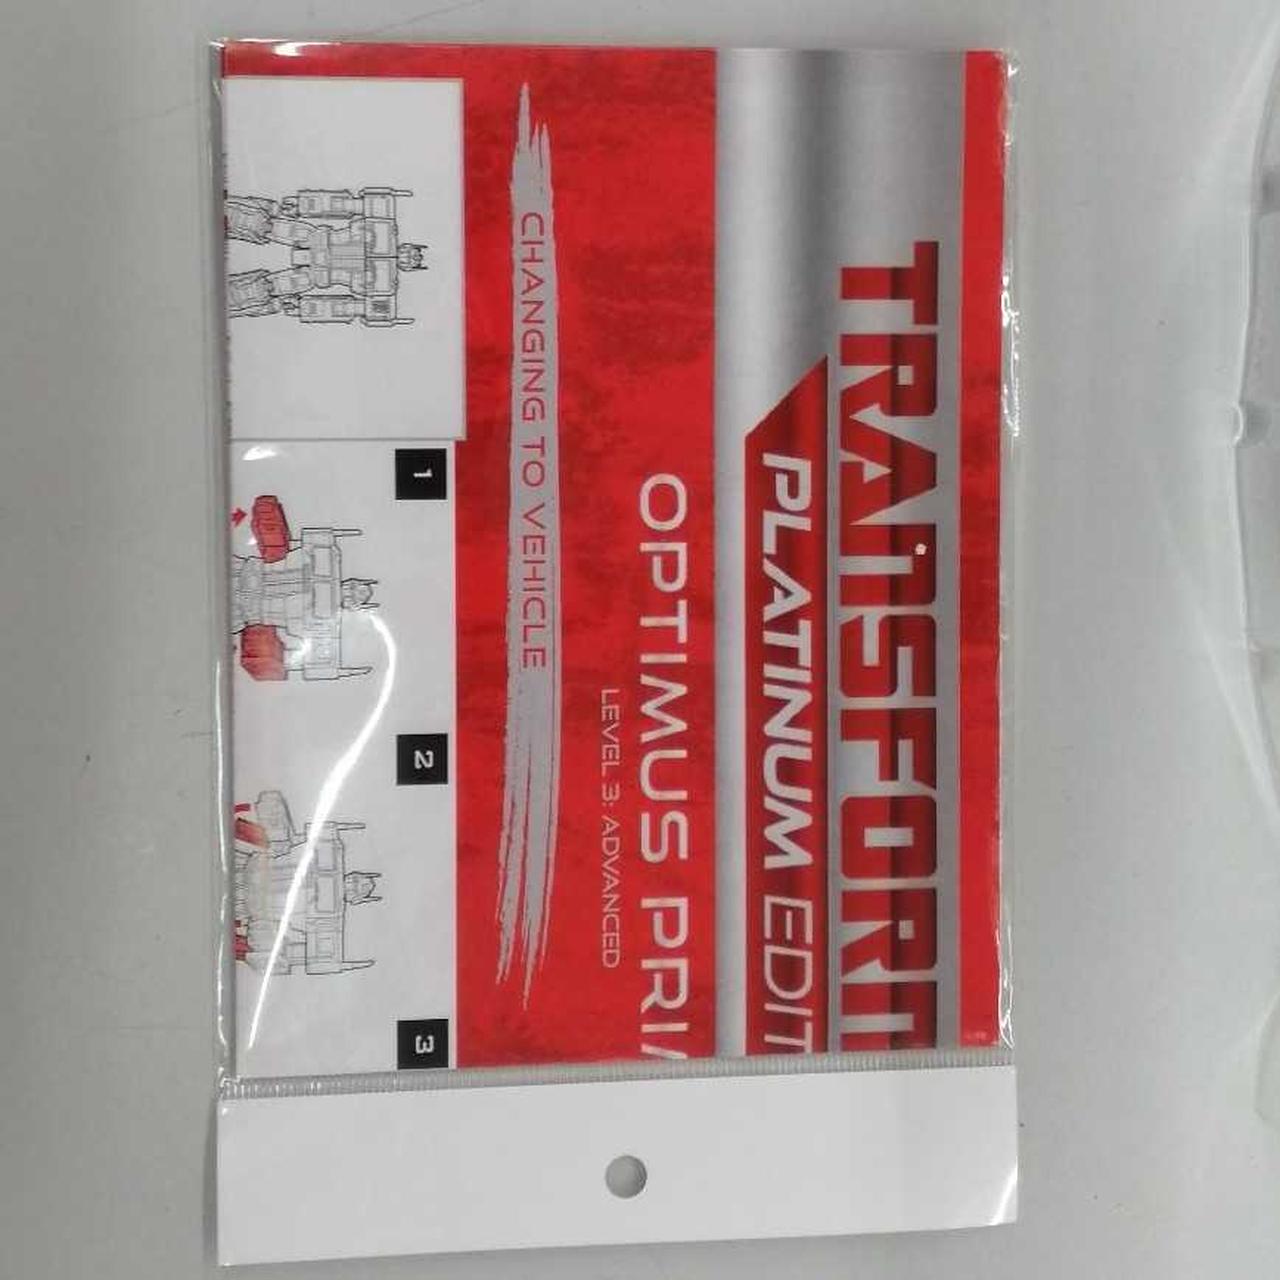 TRANSFORM
PLATINUM EDIT
OPTIMUS PRI
LEVEL 3: ADVANCED
CHANGING TO VEHICLE
1
2
3